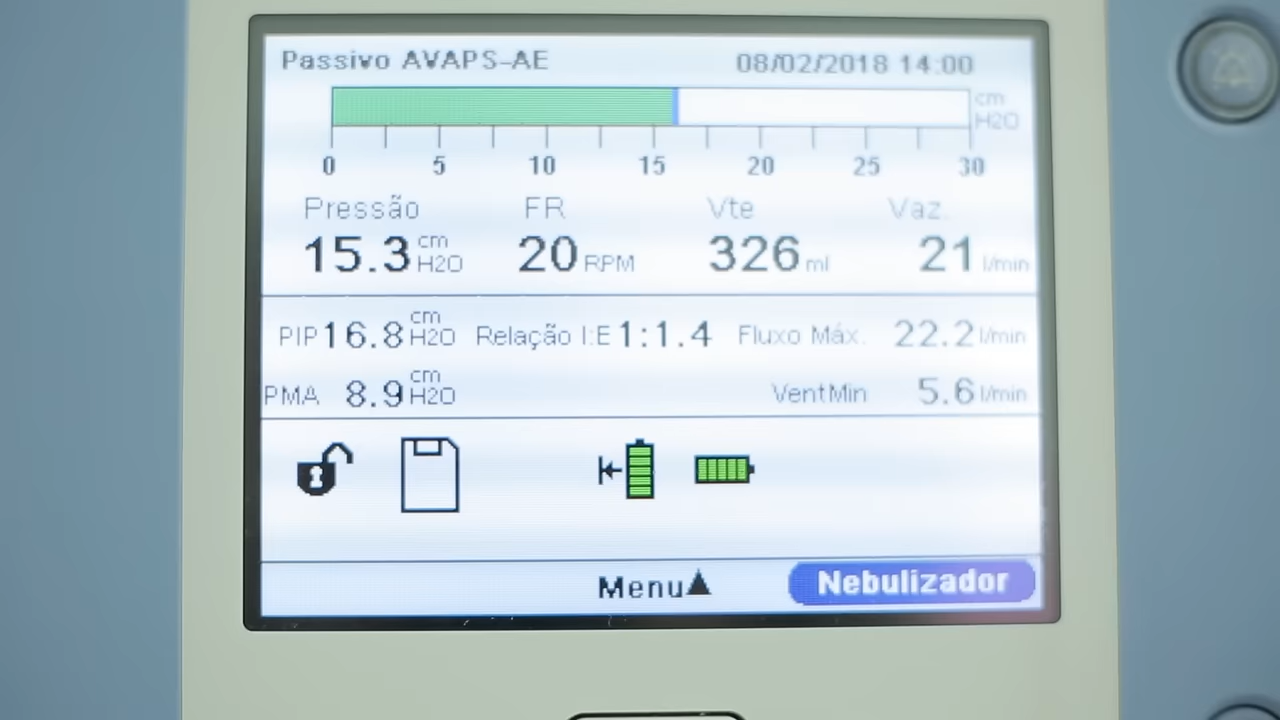 Passivo AVAPS-AE 08/02/2018 14:00
cm
H2O
0 5 10 15 20 25 30
Pressão FR Vte Vaz.
15.3 cm H2O 20 RPM 326 ml 21 l/min
PIP 16.8 cm H2O Relação I:E 1:1.4 Fluxo Máx. 22.2 l/min
PMA 8.9 cm H2O VentMin 5.6 l/min
Menu▲ Nebulizador